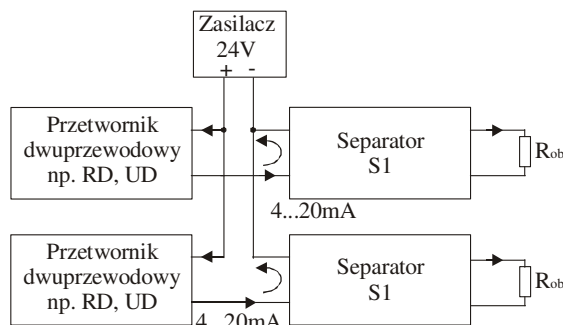 Zasilacz
24V
+ -
Przetwornik
dwuprzewodowy
np. RD, UD
Separator
S1
Rob
4...20mA
Przetwornik
dwuprzewodowy
np. RD, UD
Separator
S1
Rob
4...20mA